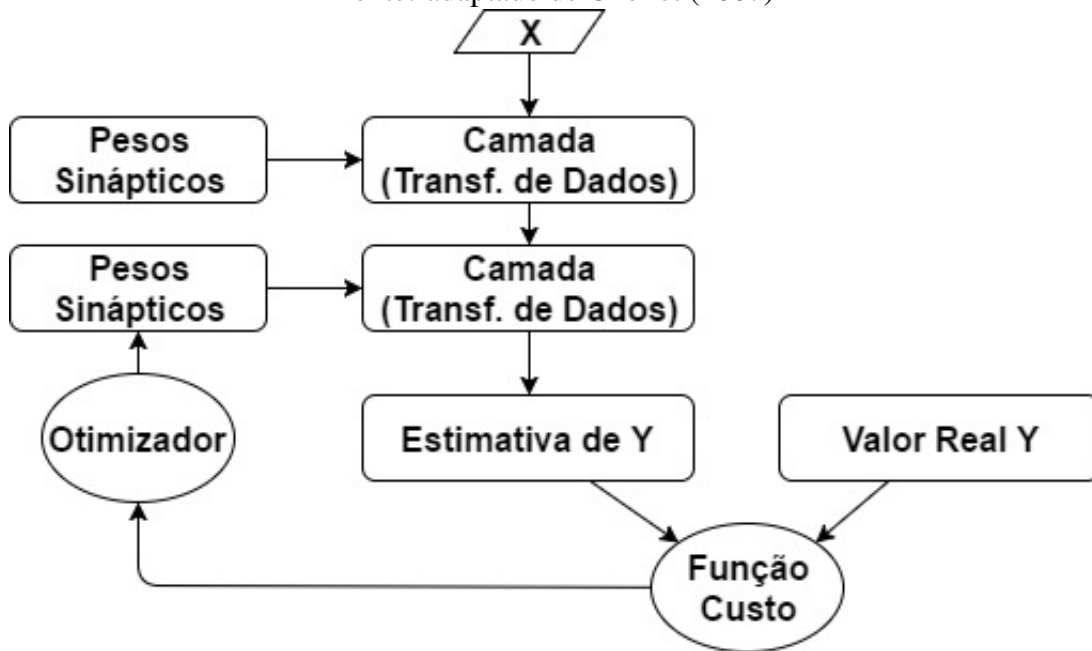 X
Pesos
Sinápticos
Camada
(Transf. de Dados)
Pesos
Sinápticos
Camada
(Transf. de Dados)
Otimizador
Estimativa de Y
Valor Real Y
Função
Custo